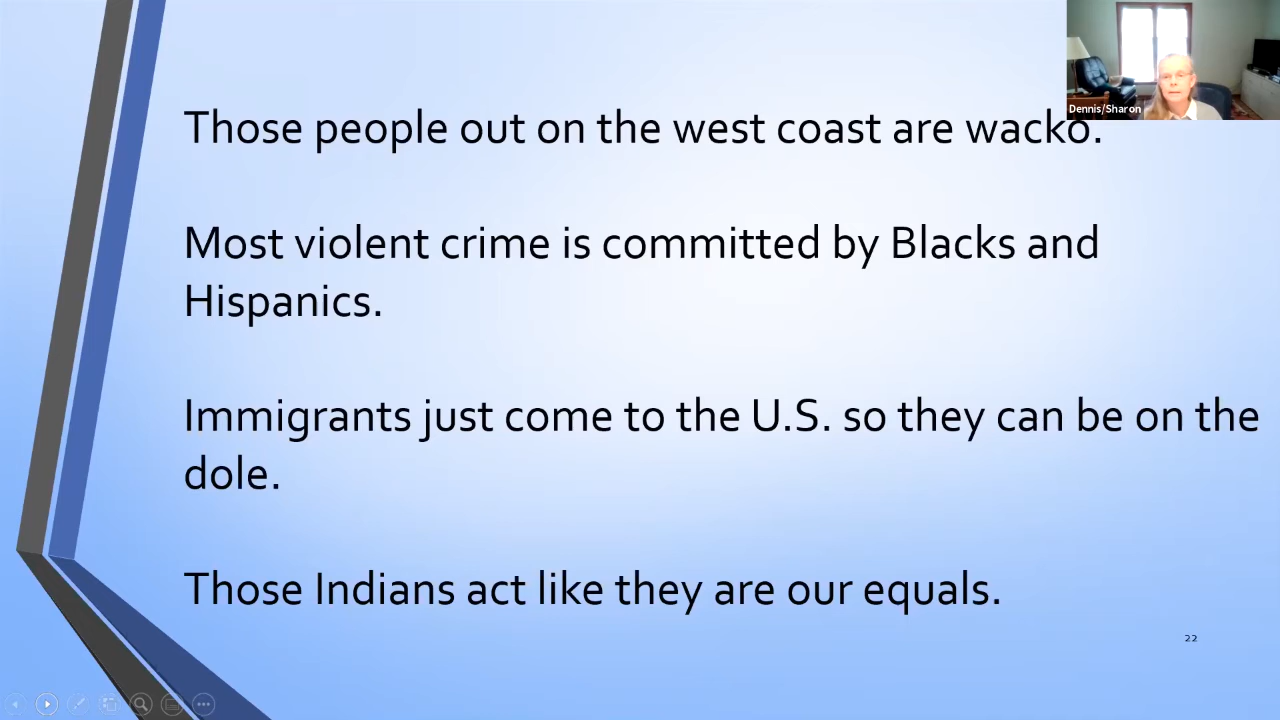 Dennis/Sharon
Those people out on the west coast are wacko.
Most violent crime is committed by Blacks and
Hispanics.
Immigrants just come to the U.S. so they can be on the
dole.
Those Indians act like they are our equals.
22